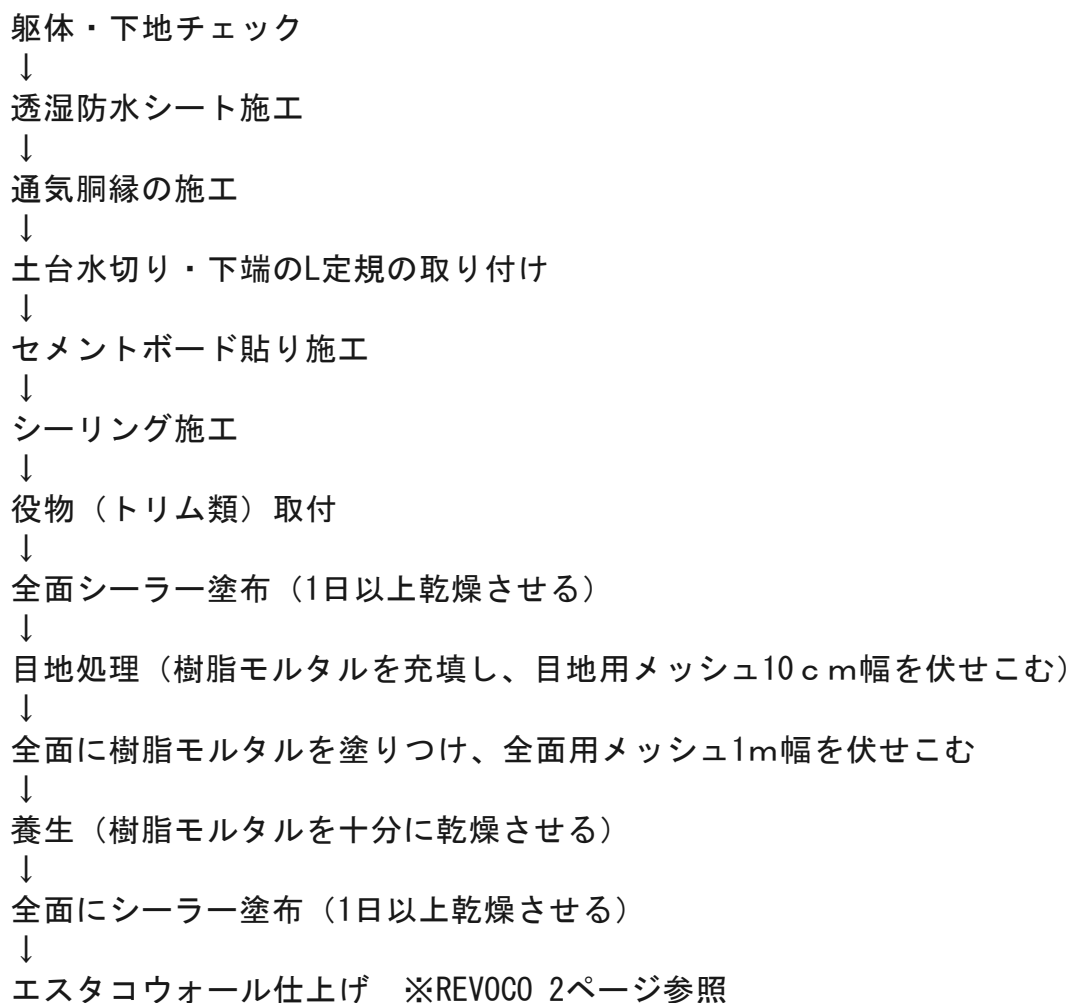 躯体・下地チェック
↓
透湿防水シート施工
↓
通気胴縁の施工
↓
土台水切り・下端のL定規の取り付け
↓
セメントボード貼り施工
↓
シーリング施工
↓
役物（トリム類）取付
↓
全面シーラー塗布（1日以上乾燥させる）
↓
目地処理（樹脂モルタルを充填し、目地用メッシュ10ｃｍ幅を伏せこむ）
↓
全面に樹脂モルタルを塗りつけ、全面用メッシュ1ｍ幅を伏せこむ
↓
養生（樹脂モルタルを十分に乾燥させる）
↓
全面にシーラー塗布（1日以上乾燥させる）
↓
エスタコウォール仕上げ　※REVOCO 2ページ参照